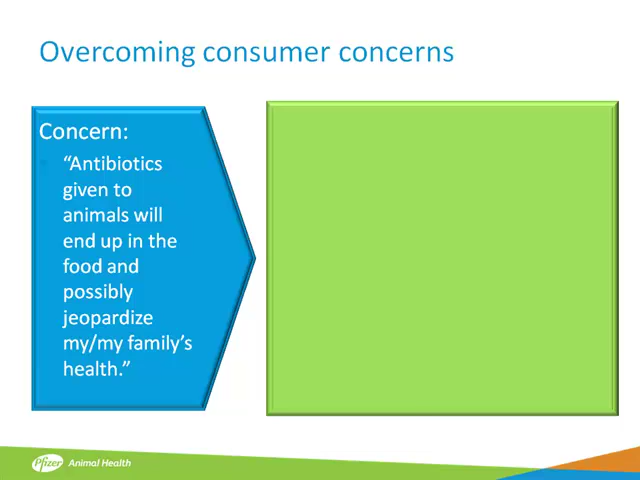 Overcoming consumer concerns
Concern:
“Antibiotics
given to
animals will
end up in the
food and
possibly
jeopardize
my/my family’s
health.”
Pfizer Animal Health